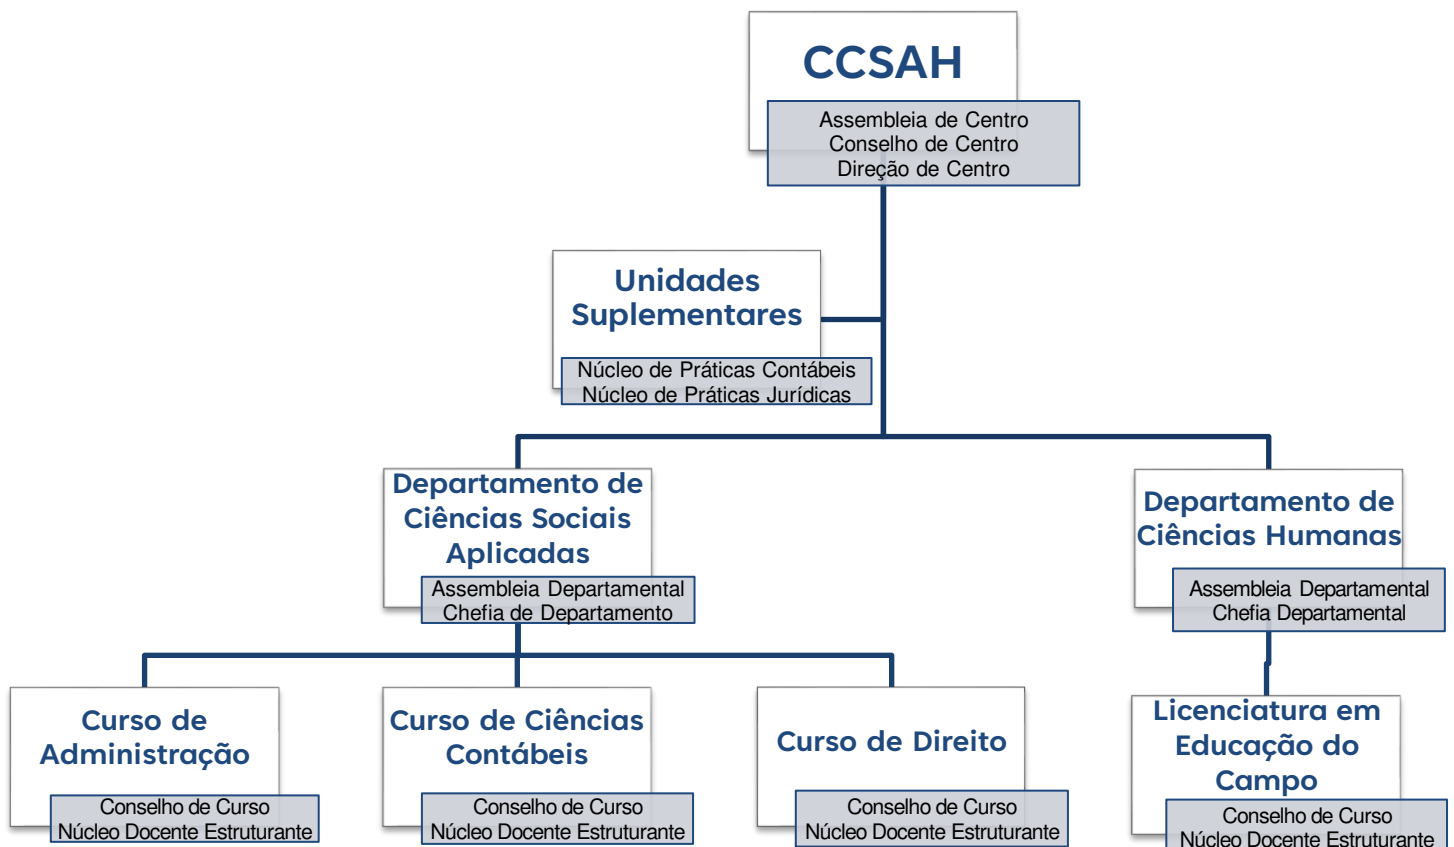 CCSAH
Assembleia de Centro
Conselho de Centro
Direção de Centro
Unidades
Suplementares
Núcleo de Práticas Contábeis
Núcleo de Práticas Jurídicas
Departamento de
Ciências Sociais
Aplicadas
Assembleia Departamental
Chefia de Departamento
Departamento de
Ciências Humanas
Assembleia Departamental
Chefia Departamental
Curso de
Administração
Conselho de Curso
Núcleo Docente Estruturante
Curso de Ciências
Contábeis
Conselho de Curso
Núcleo Docente Estruturante
Curso de Direito
Conselho de Curso
Núcleo Docente Estruturante
Licenciatura em
Educação do
Campo
Conselho de Curso
Núcleo Docente Estruturante